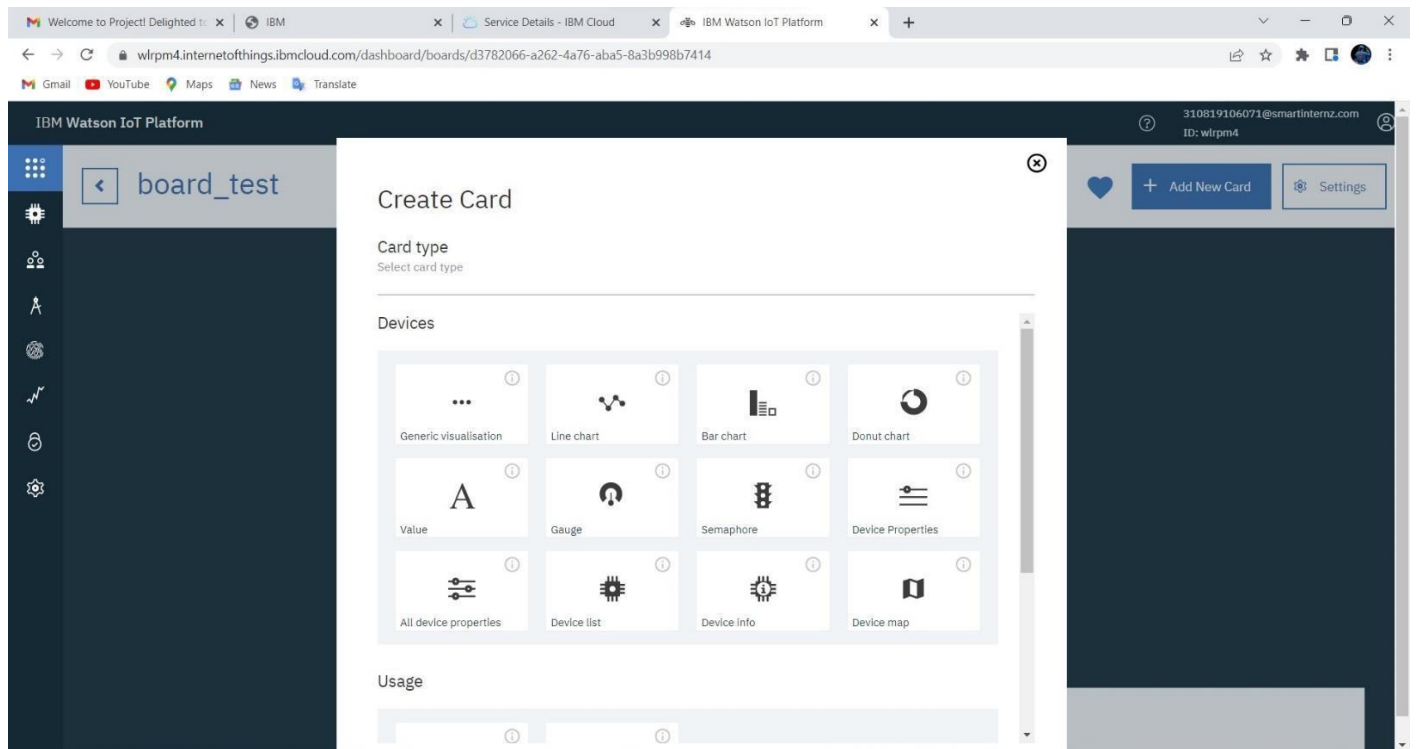 Welcome to Project! Delighted to
IBM
Service Details - IBM Cloud
IBM Watson IoT Platform
wlrpm4.internetofthings.ibmcloud.com/dashboard/boards/d3782066-a262-4a76-aba5-8a3b998b7414
Gmail
YouTube
Maps
News
Translate
IBM Watson IoT Platform
310819106071@smartinternz.com
ID: wlrpm4
board_test
Add New Card
Settings
Create Card
Card type
Select card type
Devices
Generic visualisation
Line chart
Bar chart
Donut chart
Value
Gauge
Semaphore
Device Properties
All device properties
Device list
Device info
Device map
Usage